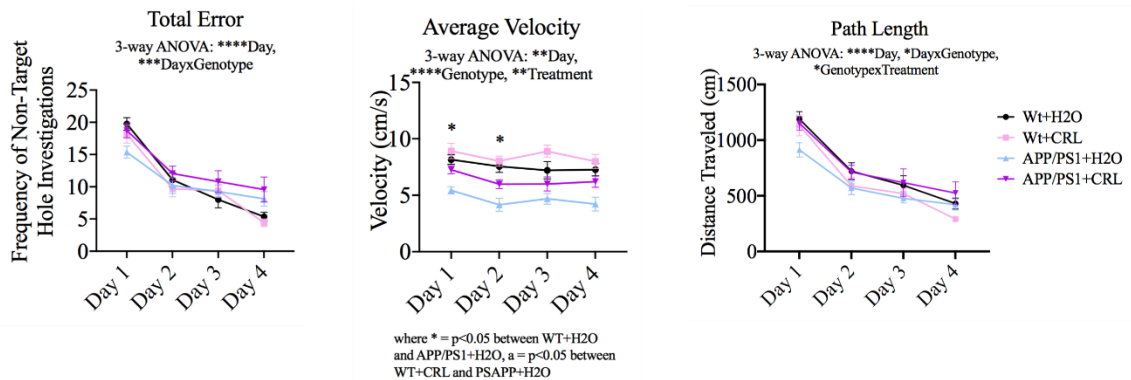 Total Error
3-way ANOVA: ****Day,
***DayxGenotype
Frequency of Non-Target
Hole Investigations
25
20
15
10
5
0
Day 1
Day 2
Day 3
Day 4
Average Velocity
3-way ANOVA: **Day,
****Genotype, **Treatment
Velocity (cm/s)
15
10
5
0
*
*
Day 1
Day 2
Day 3
Day 4
where * = p<0.05 between WT+H2O
and APP/PS1+H2O, a = p<0.05 between
WT+CRL and PSAPP+H2O
Path Length
3-way ANOVA: ****Day, *DayxGenotype,
*GenotypexTreatment
Distance Traveled (cm)
1500
1000
500
0
Day 1
Day 2
Day 3
Day 4
Wt+H2O
Wt+CRL
APP/PS1+H2O
APP/PS1+CRL